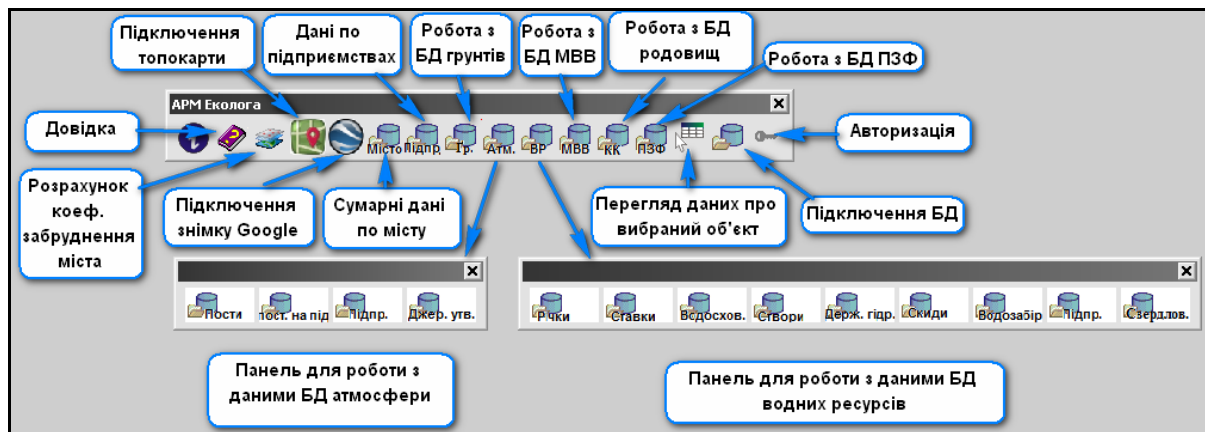 Підключення
топокарти
Дані по
підприємствах
Робота з
БД грунтів
Робота з
БД МВВ
Робота з БД
родовищ
Робота з БД ПЗФ
АРМ Еколога
Довідка
Місто
Підпр.
Гр.
Атм.
ВР
МВВ
КК
ПЗФ
Авторизація
Розрахунок
коеф.
забруднення
міста
Підключення
знімку Google
Сумарні дані
по місту
Перегляд даних про
вибраний об'єкт
Підключення БД
Пости
пост. на під
Підпр.
Джер. утв.
Річки
Ставки
Водосхов.
Створи
Держ. гідр.
Скиди
Водозабір
Підпр.
Свердлов.
Панель для роботи з
даними БД атмосфери
Панель для роботи з даними БД
водних ресурсів